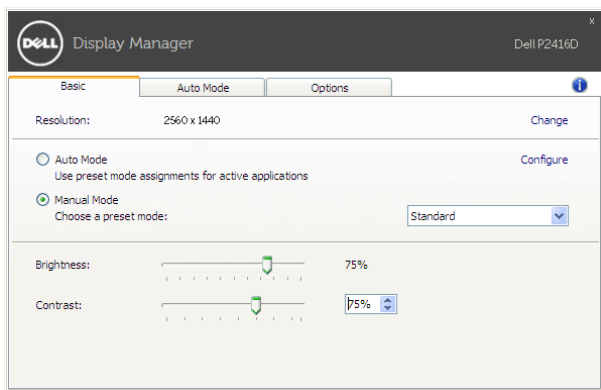 DELL Display Manager Dell P2416D x
Basic Auto Mode Options i
Resolution: 2560 x 1440 Change
Auto Mode Configure
Use preset mode assignments for active applications
Manual Mode
Choose a preset mode: Standard
Brightness: 75%
Contrast: 75%